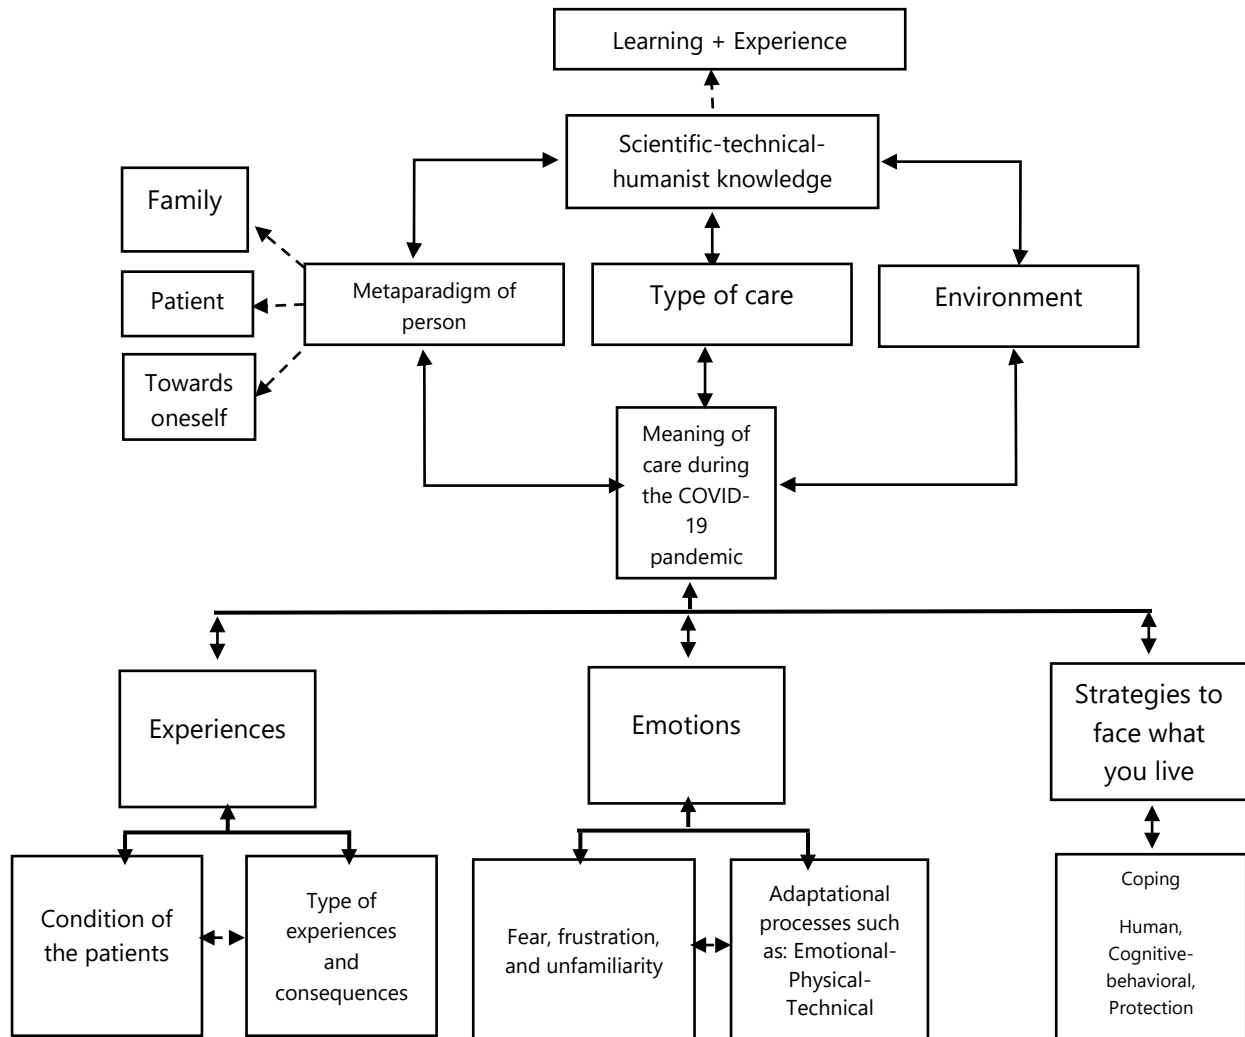 Learning + Experience
Scientific-technical-
humanist knowledge
Family
Patient
Towards
oneself
Metaparadigm of
person
Type of care
Environment
Meaning of
care during
the COVID-
19
pandemic
Experiences
Emotions
Strategies to
face what
you live
Condition of
the patients
Type of
experiences
and
consequences
Fear, frustration,
and unfamiliarity
Adaptational
processes such
as: Emotional-
Physical-
Technical
Coping
Human,
Cognitive-
behavioral,
Protection